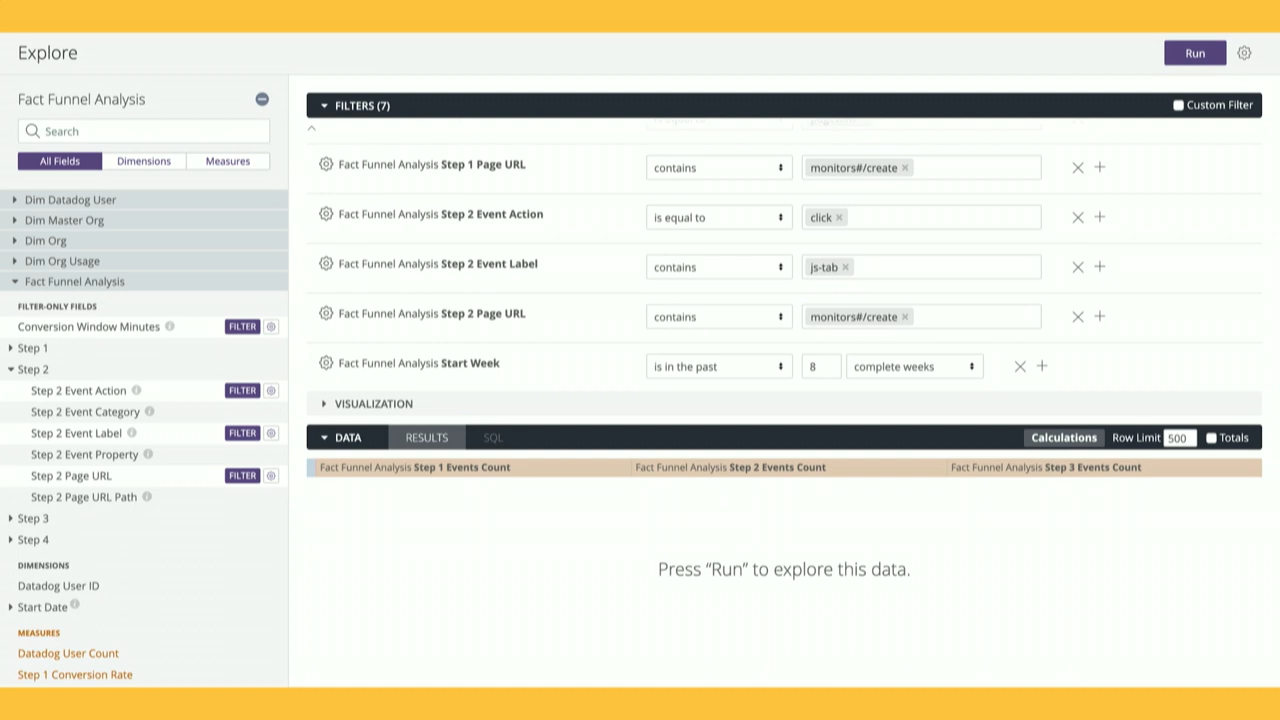 Explore
Run
Fact Funnel Analysis
Search
All Fields Dimensions Measures
Dim Datadog User
Dim Master Org
Dim Org
Dim Org Usage
Fact Funnel Analysis
FILTER-ONLY FIELDS
Conversion Window Minutes FILTER
Step 1
Step 2
Step 2 Event Action FILTER
Step 2 Event Category
Step 2 Event Label FILTER
Step 2 Event Property
Step 2 Page URL FILTER
Step 2 Page URL Path
Step 3
Step 4
DIMENSIONS
Datadog User ID
Start Date
MEASURES
Datadog User Count
Step 1 Conversion Rate
FILTERS (7) Custom Filter
Fact Funnel Analysis Step 1 Page URL contains monitors#/create
Fact Funnel Analysis Step 2 Event Action is equal to click
Fact Funnel Analysis Step 2 Event Label contains js-tab
Fact Funnel Analysis Step 2 Page URL contains monitors#/create
Fact Funnel Analysis Start Week is in the past 8 complete weeks
VISUALIZATION
DATA RESULTS SQL Calculations Row Limit 500 Totals
Fact Funnel Analysis Step 1 Events Count Fact Funnel Analysis Step 2 Events Count Fact Funnel Analysis Step 3 Events Count
Press “Run” to explore this data.